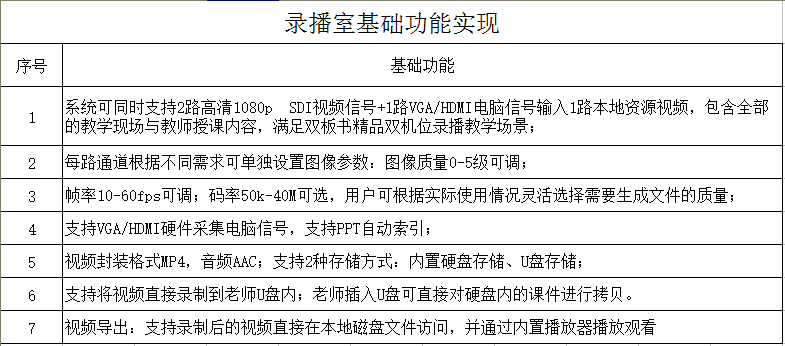 录播室基础功能实现
序号 基础功能
1 系统可同时支持2路高清1080p SDI视频信号+1路VGA/HDMI电脑信号输入1路本地资源视频，包含全部
的教学现场与教师授课内容，满足双板书精品双机位录播教学场景；
2 每路通道根据不同需求可单独设置图像参数：图像质量0-5级可调；
3 帧率10-60fps可调；码率50k-40M可选，用户可根据实际使用情况灵活选择需要生成文件的质量；
4 支持VGA/HDMI硬件采集电脑信号，支持PPT自动索引；
5 视频封装格式MP4，音频AAC；支持2种存储方式：内置硬盘存储、U盘存储；
6 支持将视频直接录制到老师U盘内；老师插入U盘可直接对硬盘内的课件进行拷贝。
7 视频导出：支持录制后的视频直接在本地磁盘文件访问，并通过内置播放器播放观看